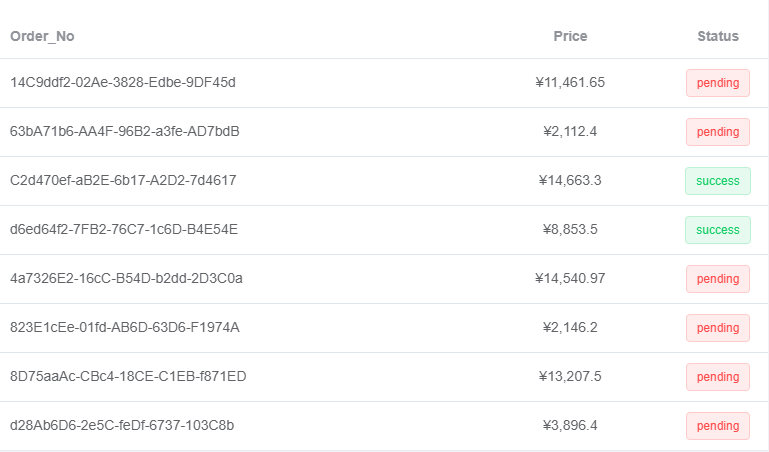 Order_No Price Status
14C9ddf2-02Ae-3828-Edbe-9DF45d ¥11,461.65 pending
63bA71b6-AA4F-96B2-a3fe-AD7bdB ¥2,112.4 pending
C2d470ef-aB2E-6b17-A2D2-7d4617 ¥14,663.3 success
d6ed64f2-7FB2-76C7-1c6D-B4E54E ¥8,853.5 success
4a7326E2-16cC-B54D-b2dd-2D3C0a ¥14,540.97 pending
823E1cEe-01fd-AB6D-63D6-F1974A ¥2,146.2 pending
8D75aaAc-CBc4-18CE-C1EB-f871ED ¥13,207.5 pending
d28Ab6D6-2e5C-feDf-6737-103C8b ¥3,896.4 pending